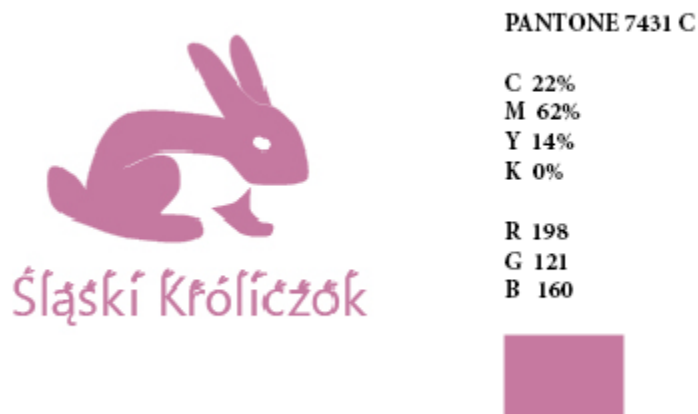 Śląski Króliczok
PANTONE 7431 C
C 22%
M 62%
Y 14%
K 0%
R 198
G 121
B 160